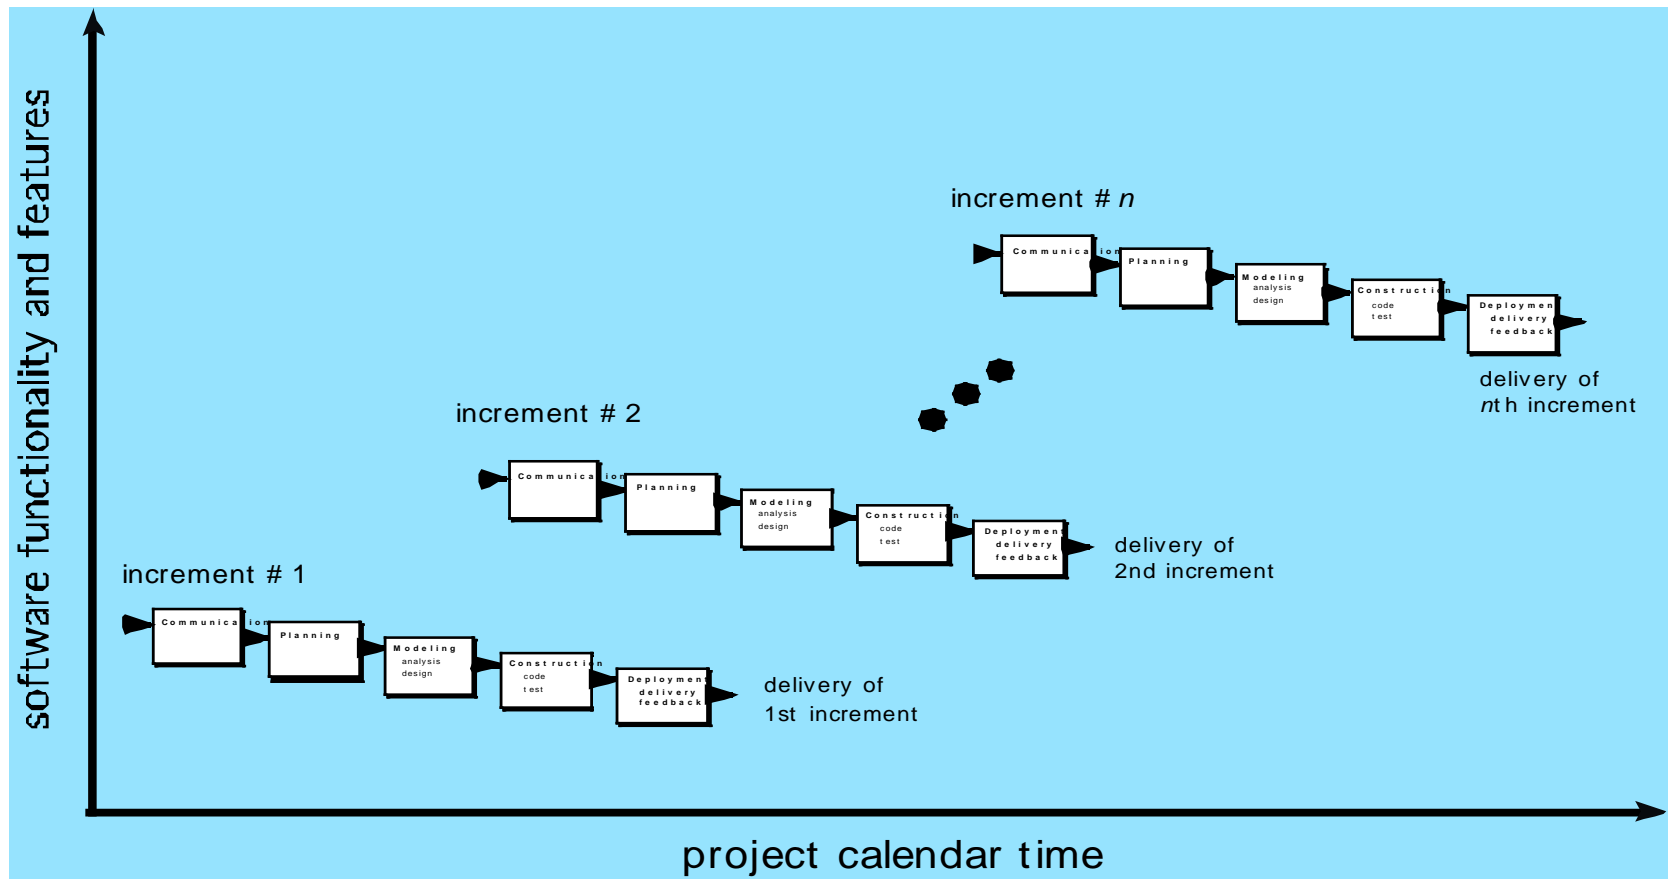 software functionality and features
increment # n
Communication
Planning
Modeling
analysis
design
Construction
code
test
Deployment
delivery
feedback
delivery of
nth increment
increment # 2
Communication
Planning
Modeling
analysis
design
Construction
code
test
Deployment
delivery
feedback
delivery of
2nd increment
increment # 1
Communication
Planning
Modeling
analysis
design
Construction
code
test
Deployment
delivery
feedback
delivery of
1st increment
project calendar time